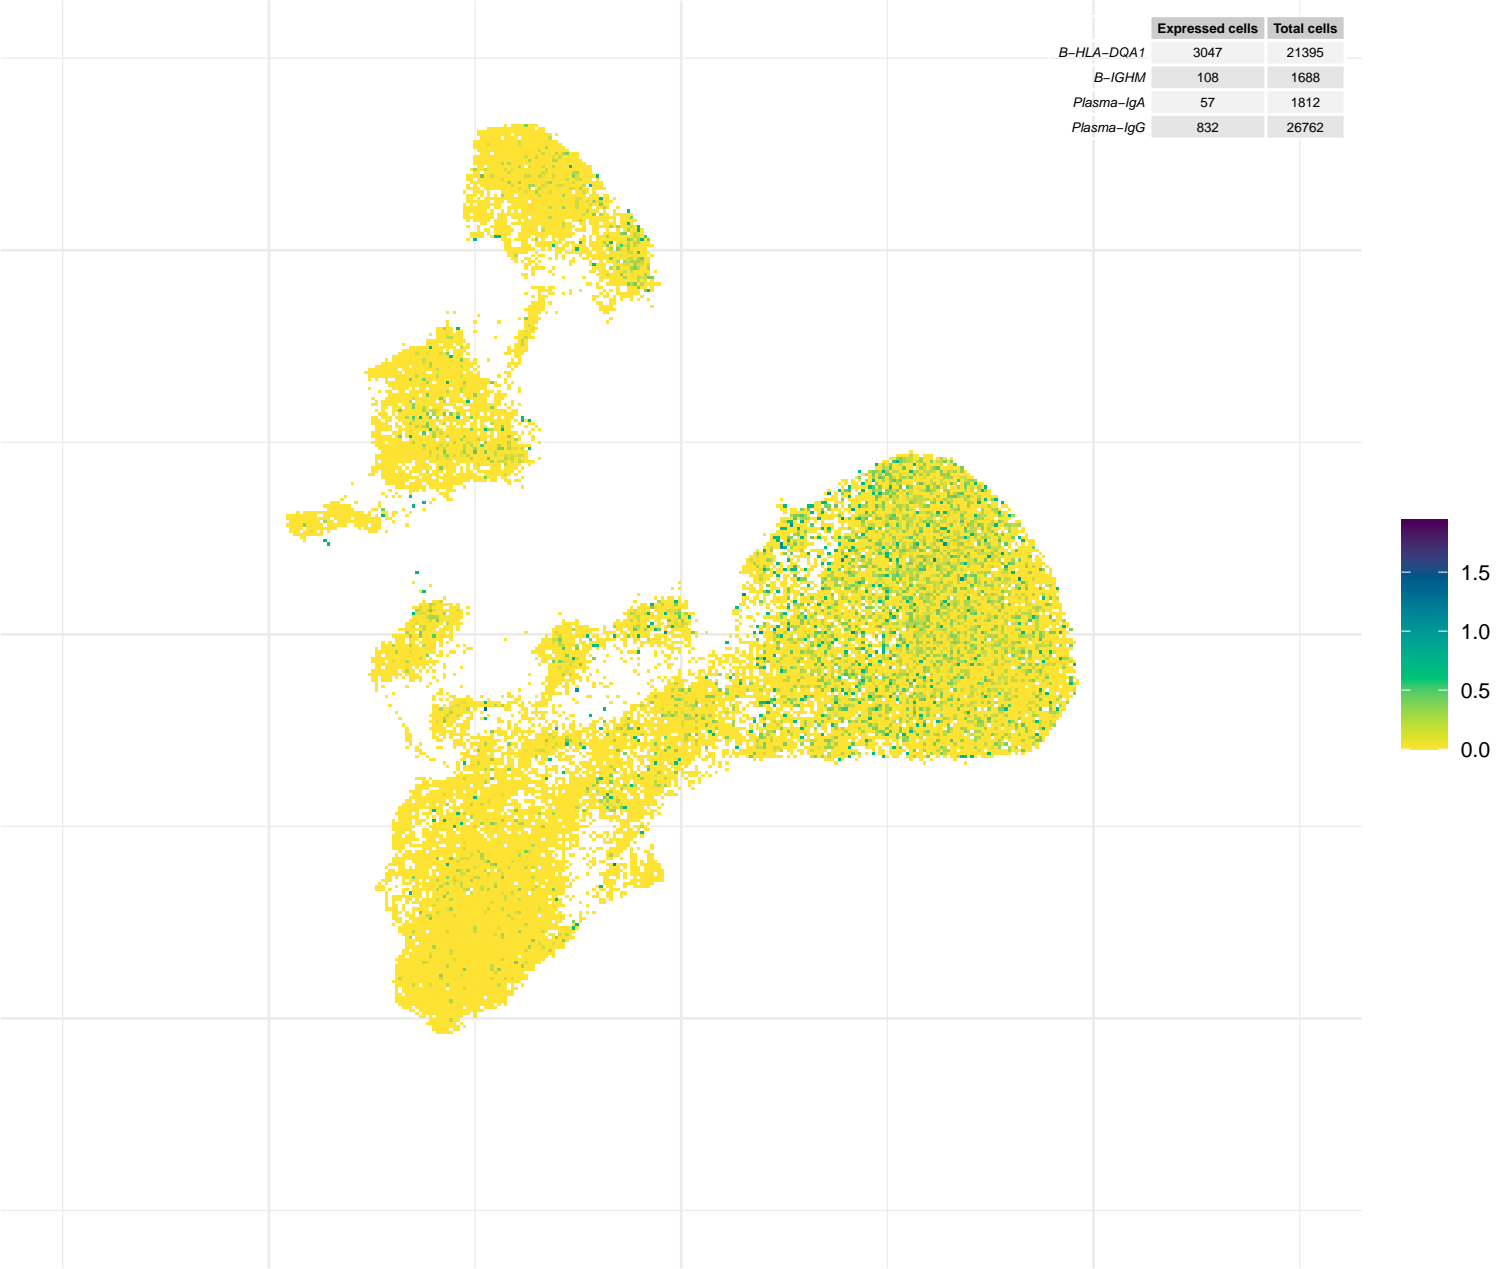 Expressed cells Total cells
B−HLA−DQA1 3047 21395
B−IGHM 108 1688
Plasma−IgA 57 1812
Plasma−IgG 832 26762
1.5
1.0
0.5
0.0